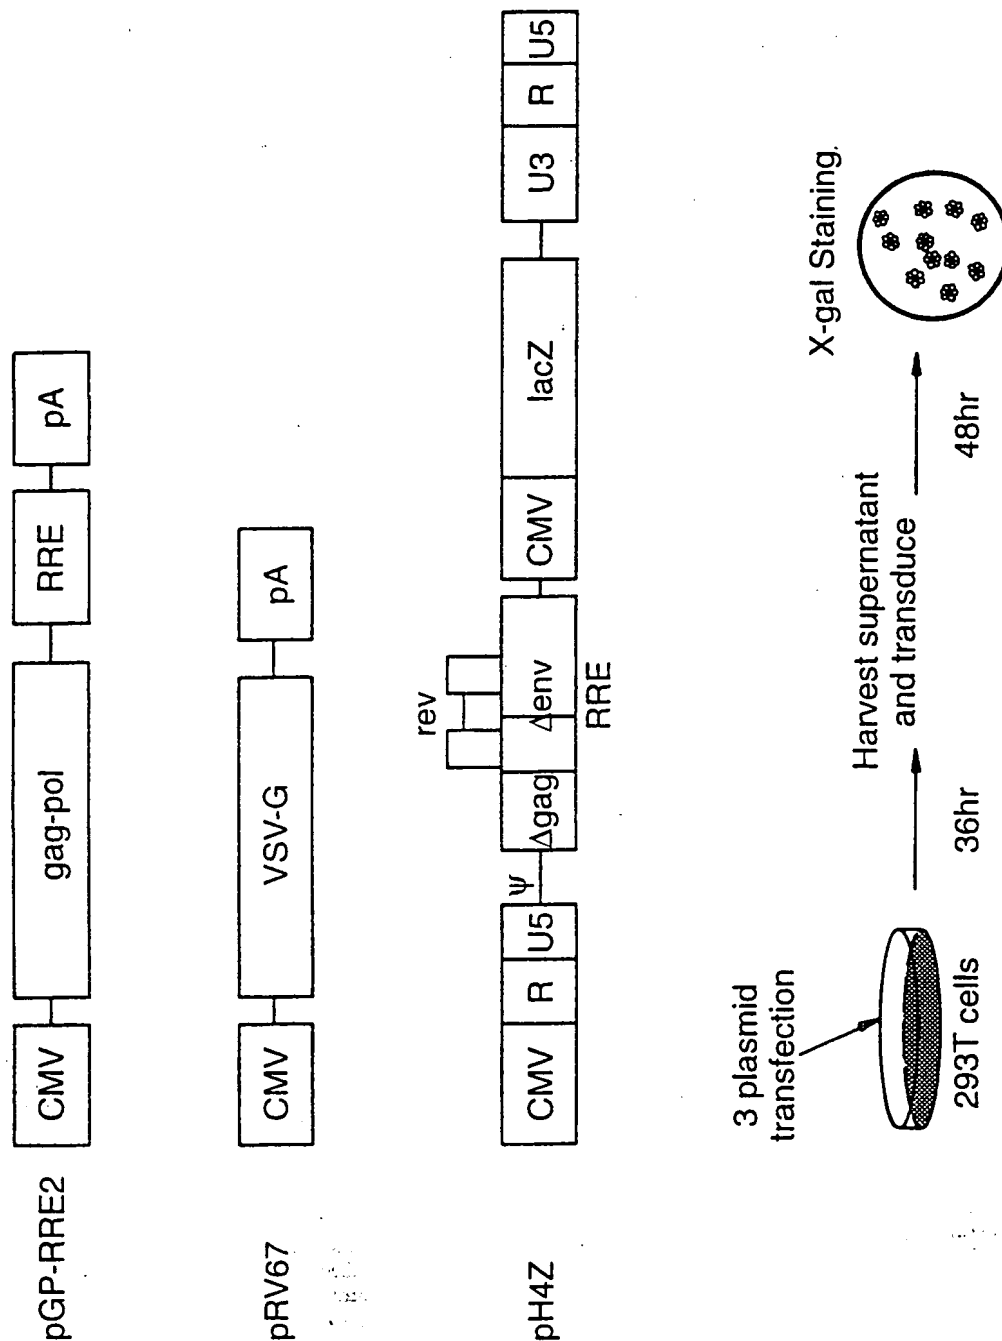 pGP-RRE2
CMV
gag-pol
RRE
pA
pRV67
CMV
VSV-G
pA
pH4Z
CMV
R
U5
ψ
Δgag
rev
Δenv
RRE
CMV
lacZ
U3
R
U5
3 plasmid
transfection
293T cells
36hr
Harvest supernatant
and transduce
48hr
X-gal Staining.